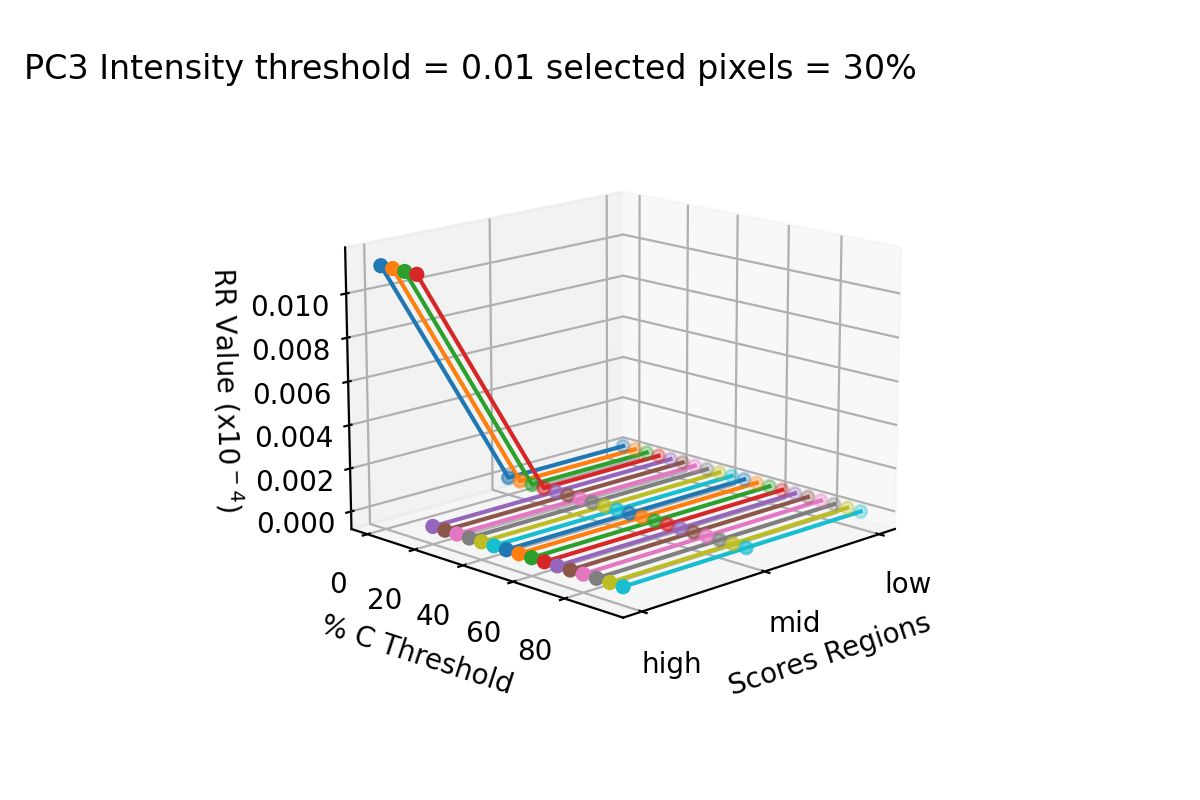 PC3 Intensity threshold = 0.01 selected pixels = 30%
RR Value (x10⁻⁴)
0.010
0.008
0.006
0.004
0.002
0.000
0
20
40
60
80
% C Threshold
high
mid
low
Scores Regions